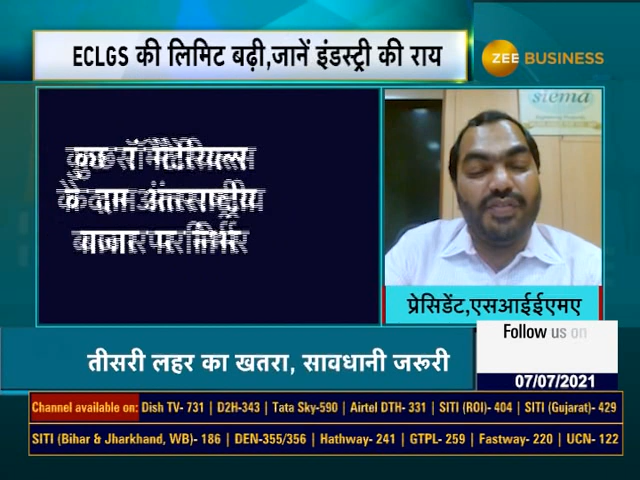 ECLGS की लिमिट बढ़ी,जानें इंडस्ट्री की राय
ZEE BUSINESS
siema
कुछ रॉ मैटेरियल्स
के दाम अंतरराष्ट्रीय
बाजार पर निर्भर
प्रेसिडेंट,एसआईईएमए
तीसरी लहर का खतरा, सावधानी जरूरी
Follow us on
07/07/2021
Channel available on: Dish TV- 731 | D2H-343 | Tata Sky-590 | Airtel DTH- 331 | SITI (ROI)- 404 | SITI (Gujarat)- 429
SITI (Bihar & Jharkhand, WB)- 186 | DEN-355/356 | Hathway- 241 | GTPL- 259 | Fastway- 220 | UCN- 122